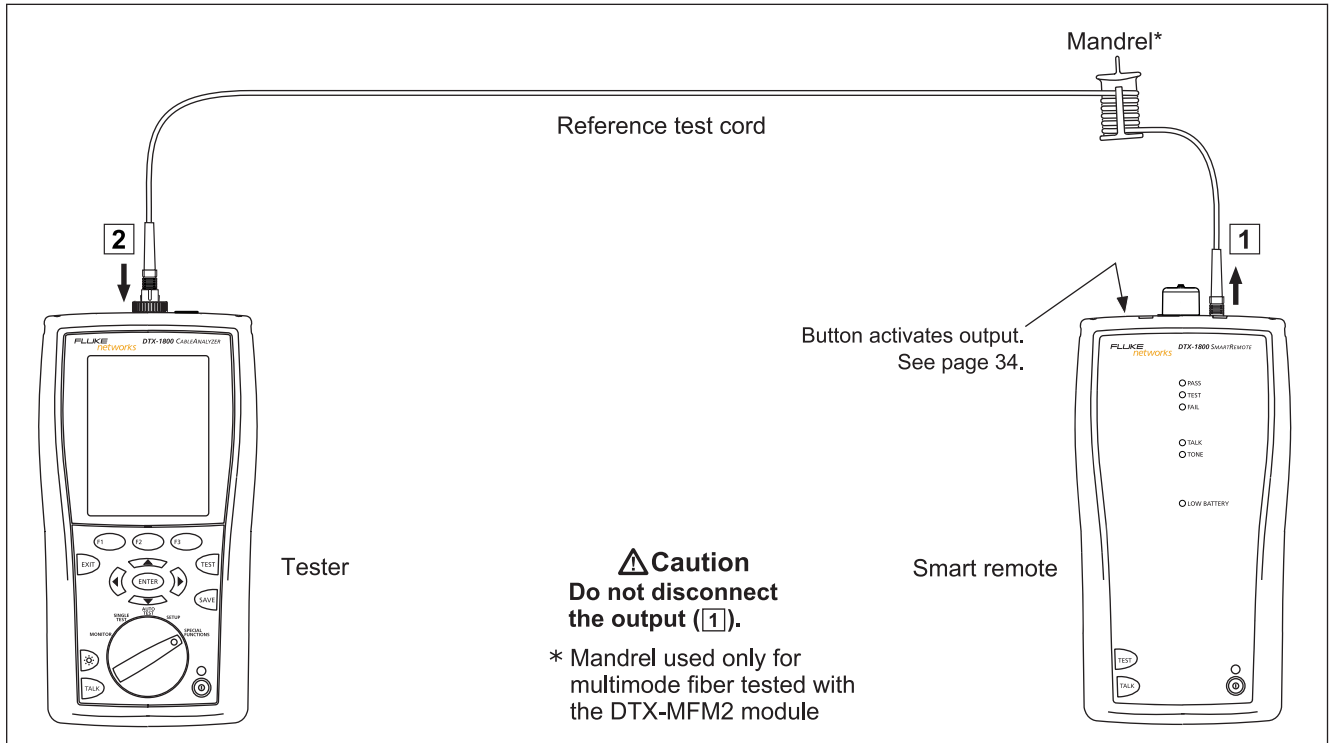 Mandrel*
Reference test cord
2
1
Button activates output.
See page 34.
FLUKE
networks
DTX-1800 CABLEANALYZER
F1
F2
F3
EXIT
TEST
ENTER
SAVE
MONITOR
SINGLE
TEST
AUTO
TEST
SETUP
SPECIAL
FUNCTIONS
TALK
Tester
⚠Caution
Do not disconnect
the output (1).
* Mandrel used only for
multimode fiber tested with
the DTX-MFM2 module
Smart remote
FLUKE
networks
DTX-1800 SMARTREMOTE
PASS
TEST
FAIL
TALK
TONE
LOW BATTERY
TEST
TALK